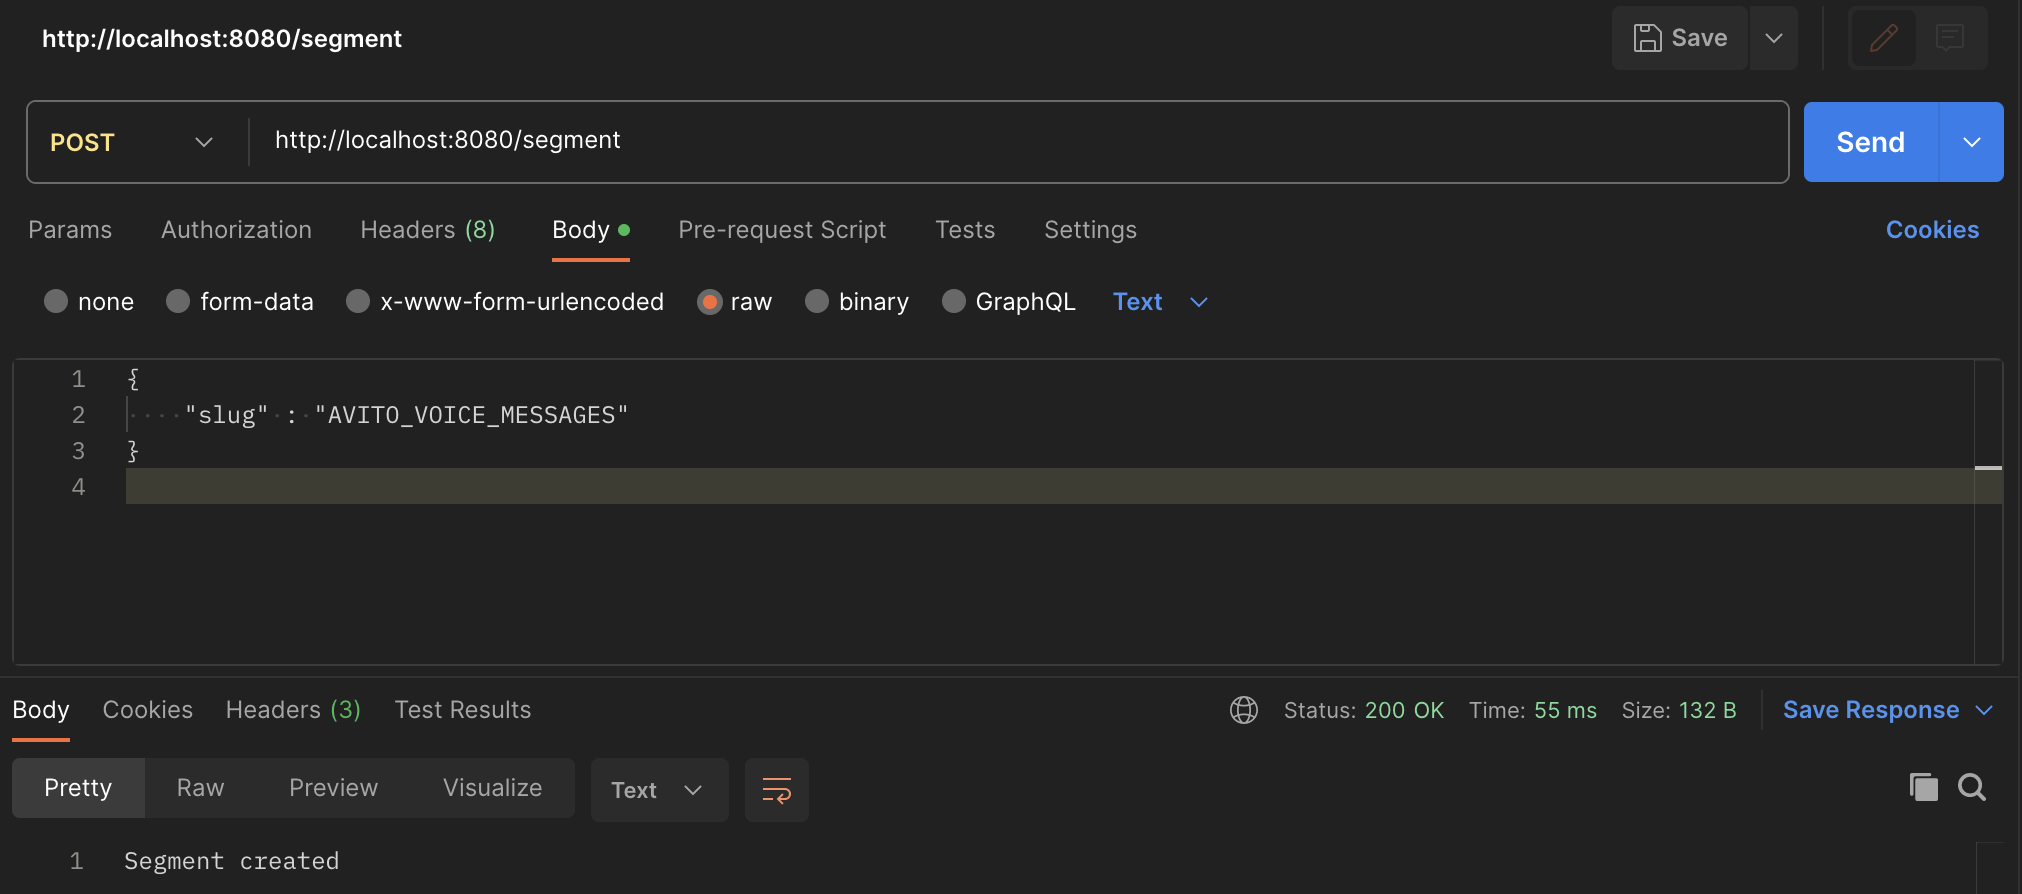 http://localhost:8080/segment
Save
POST http://localhost:8080/segment Send
Params Authorization Headers (8) Body Pre-request Script Tests Settings Cookies
none form-data x-www-form-urlencoded raw binary GraphQL Text
1 {
2 "slug" : "AVITO_VOICE_MESSAGES"
3 }
4
Body Cookies Headers (3) Test Results Status: 200 OK Time: 55 ms Size: 132 B Save Response
Pretty Raw Preview Visualize Text
1 Segment created